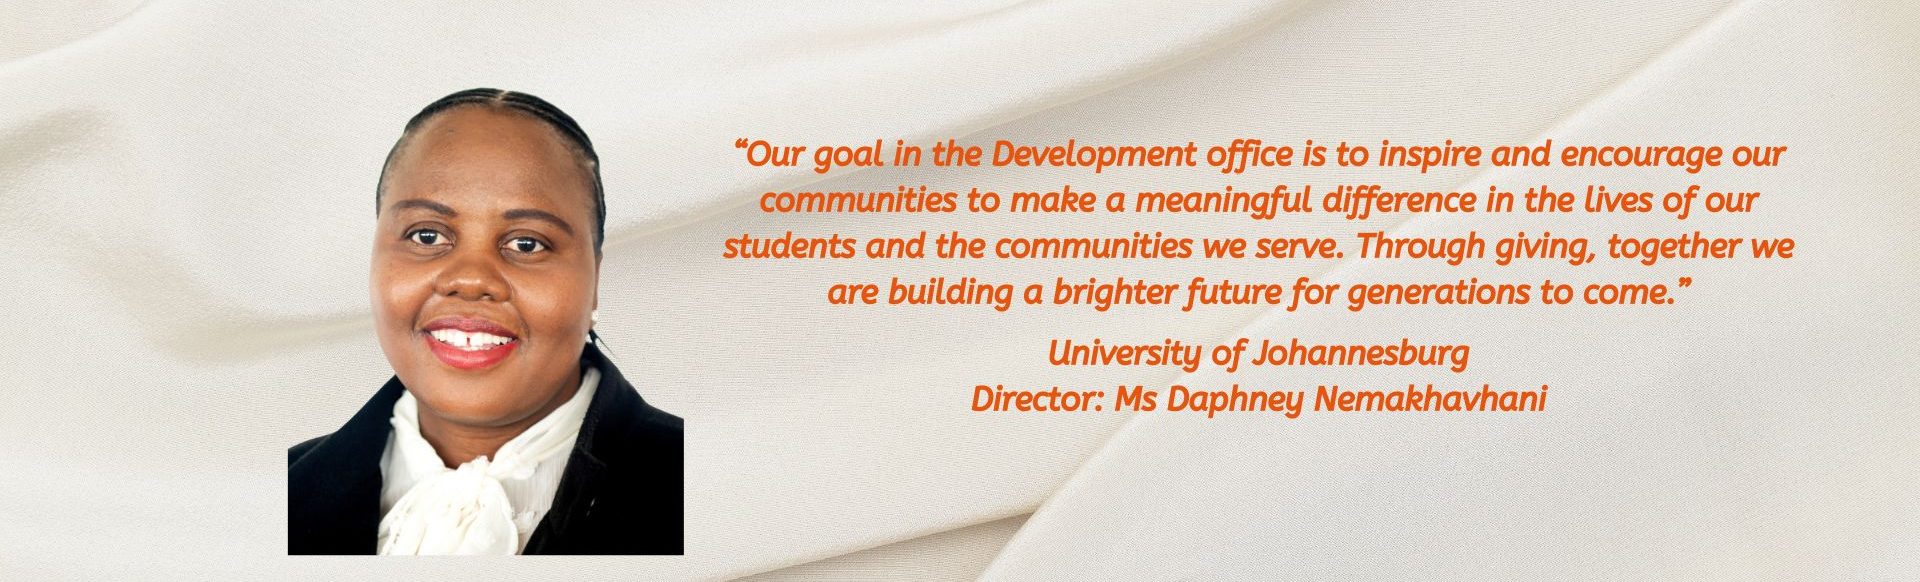 “Our goal in the Development office is to inspire and encourage our
communities to make a meaningful difference in the lives of our
students and the communities we serve. Through giving, together we
are building a brighter future for generations to come.”
University of Johannesburg
Director: Ms Daphney Nemakhavhani